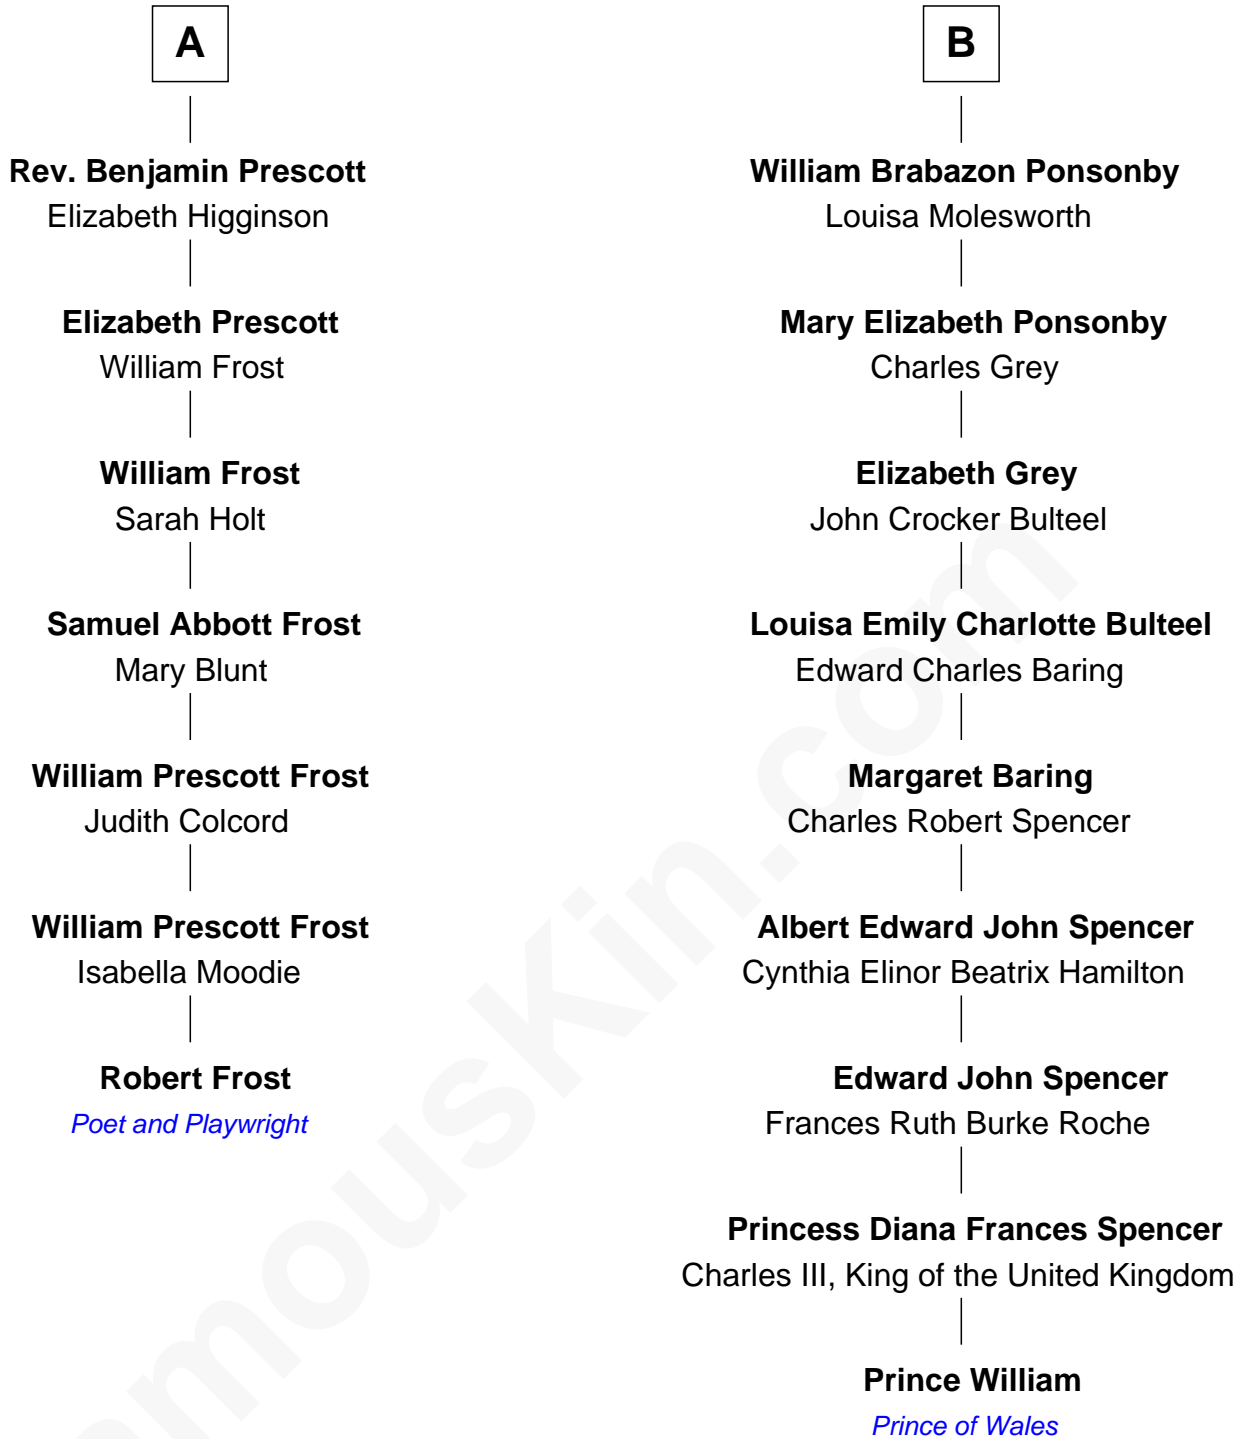 A
Rev. Benjamin Prescott
Elizabeth Higginson
Elizabeth Prescott
William Frost
William Frost
Sarah Holt
Samuel Abbott Frost
Mary Blunt
William Prescott Frost
Judith Colcord
William Prescott Frost
Isabella Moodie
Robert Frost
Poet and Playwright
B
William Brabazon Ponsonby
Louisa Molesworth
Mary Elizabeth Ponsonby
Charles Grey
Elizabeth Grey
John Crocker Bulteel
Louisa Emily Charlotte Bulteel
Edward Charles Baring
Margaret Baring
Charles Robert Spencer
Albert Edward John Spencer
Cynthia Elinor Beatrix Hamilton
Edward John Spencer
Frances Ruth Burke Roche
Princess Diana Frances Spencer
Charles III, King of the United Kingdom
Prince William
Prince of Wales
amousKin.com